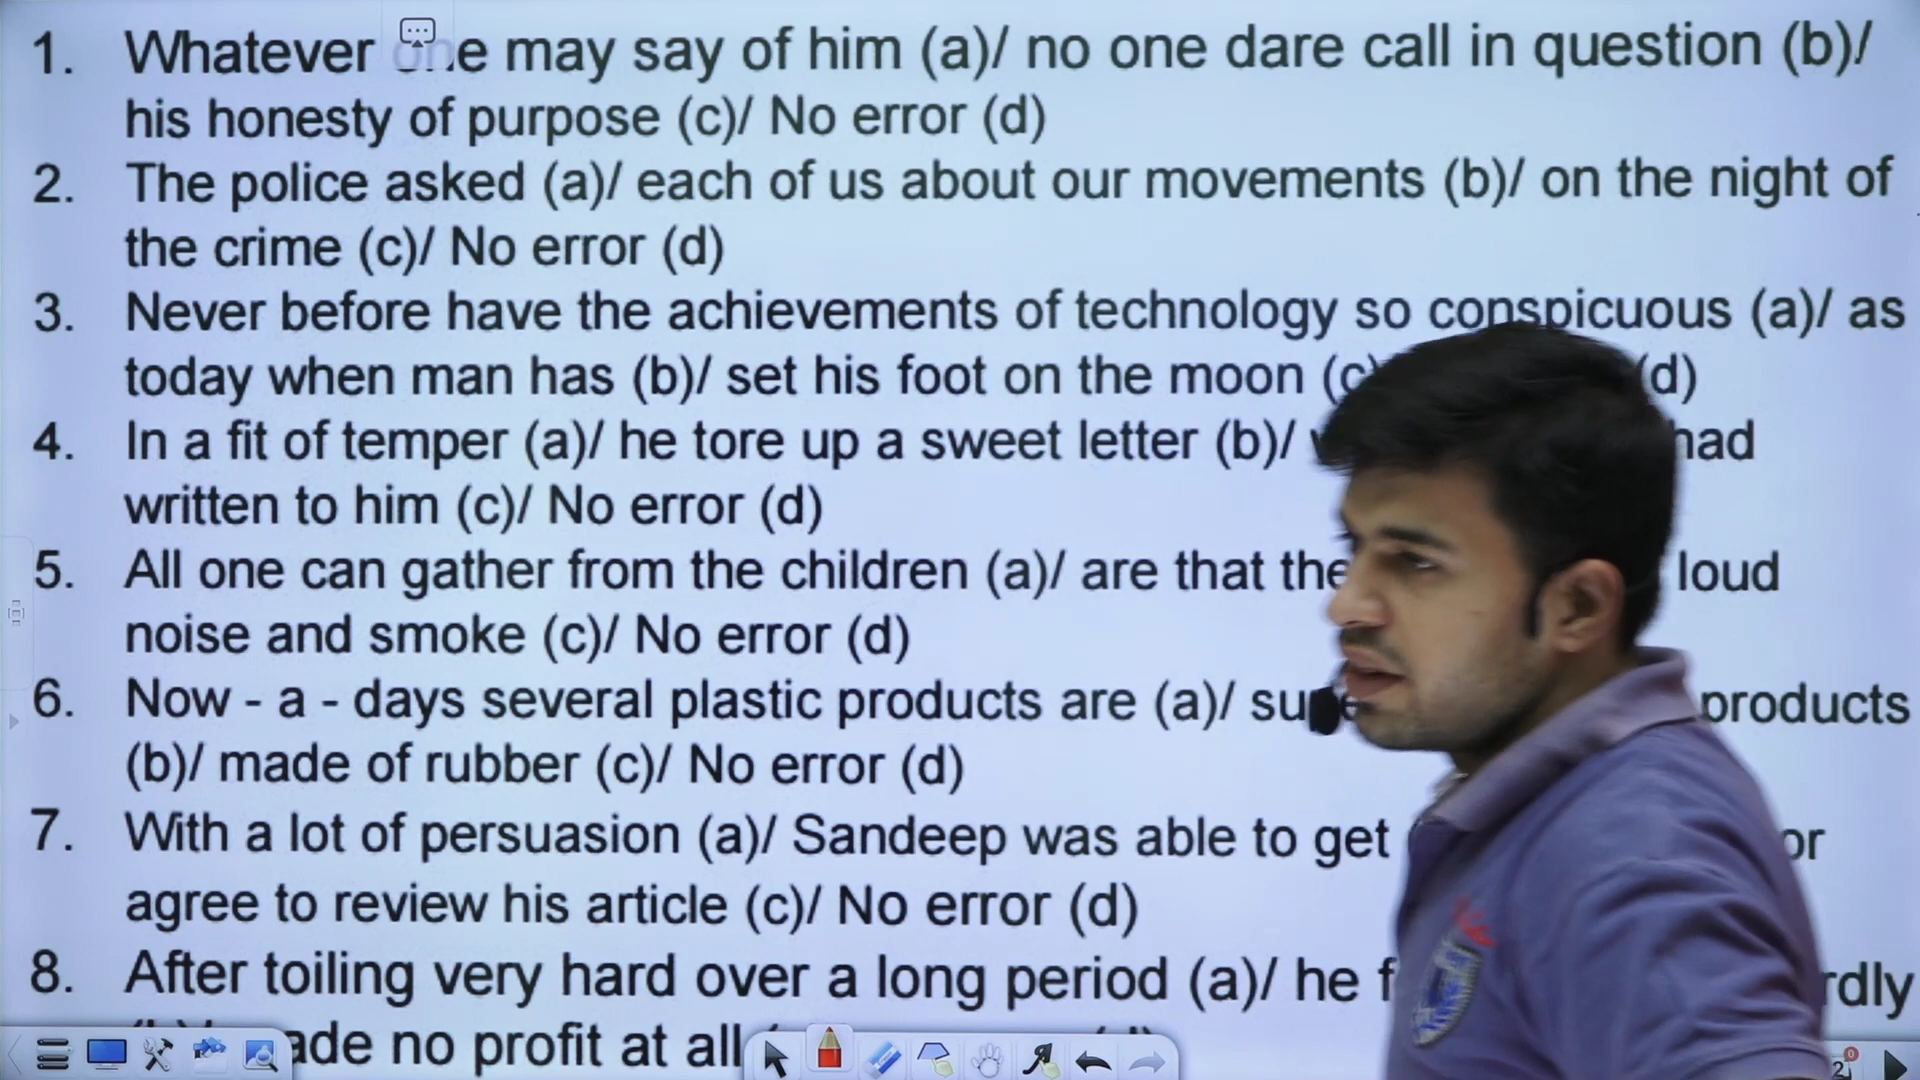 1. Whatever one may say of him (a)/ no one dare call in question (b)/
his honesty of purpose (c)/ No error (d)
2. The police asked (a)/ each of us about our movements (b)/ on the night of
the crime (c)/ No error (d)
3. Never before have the achievements of technology so conspicuous (a)/ as
today when man has (b)/ set his foot on the moon (c) (d)
4. In a fit of temper (a)/ he tore up a sweet letter (b)/ had
written to him (c)/ No error (d)
5. All one can gather from the children (a)/ are that loud
noise and smoke (c)/ No error (d)
6. Now - a - days several plastic products are (a)/ products
(b)/ made of rubber (c)/ No error (d)
7. With a lot of persuasion (a)/ Sandeep was able to get
agree to review his article (c)/ No error (d)
8. After toiling very hard over a long period (a)/ he
no profit at all